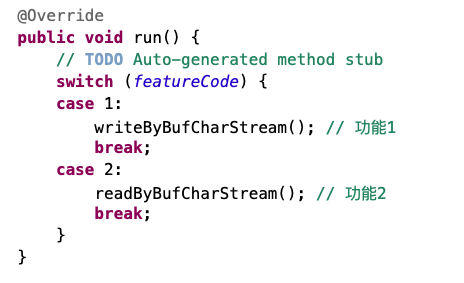 @Override
public void run() {
    // TODO Auto-generated method stub
    switch (featureCode) {
    case 1:
        writeByBufCharStream(); // 功能1
        break;
    case 2:
        readByBufCharStream(); // 功能2
        break;
    }
}